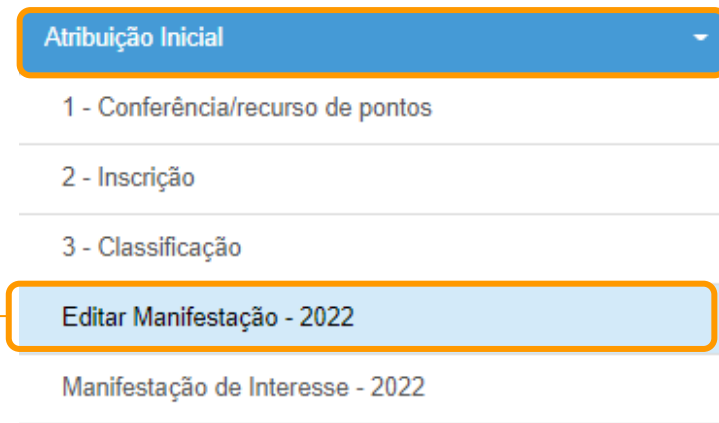 Atribuição Inicial
1 - Conferência/recurso de pontos
2 - Inscrição
3 - Classificação
Editar Manifestação - 2022
Manifestação de Interesse - 2022